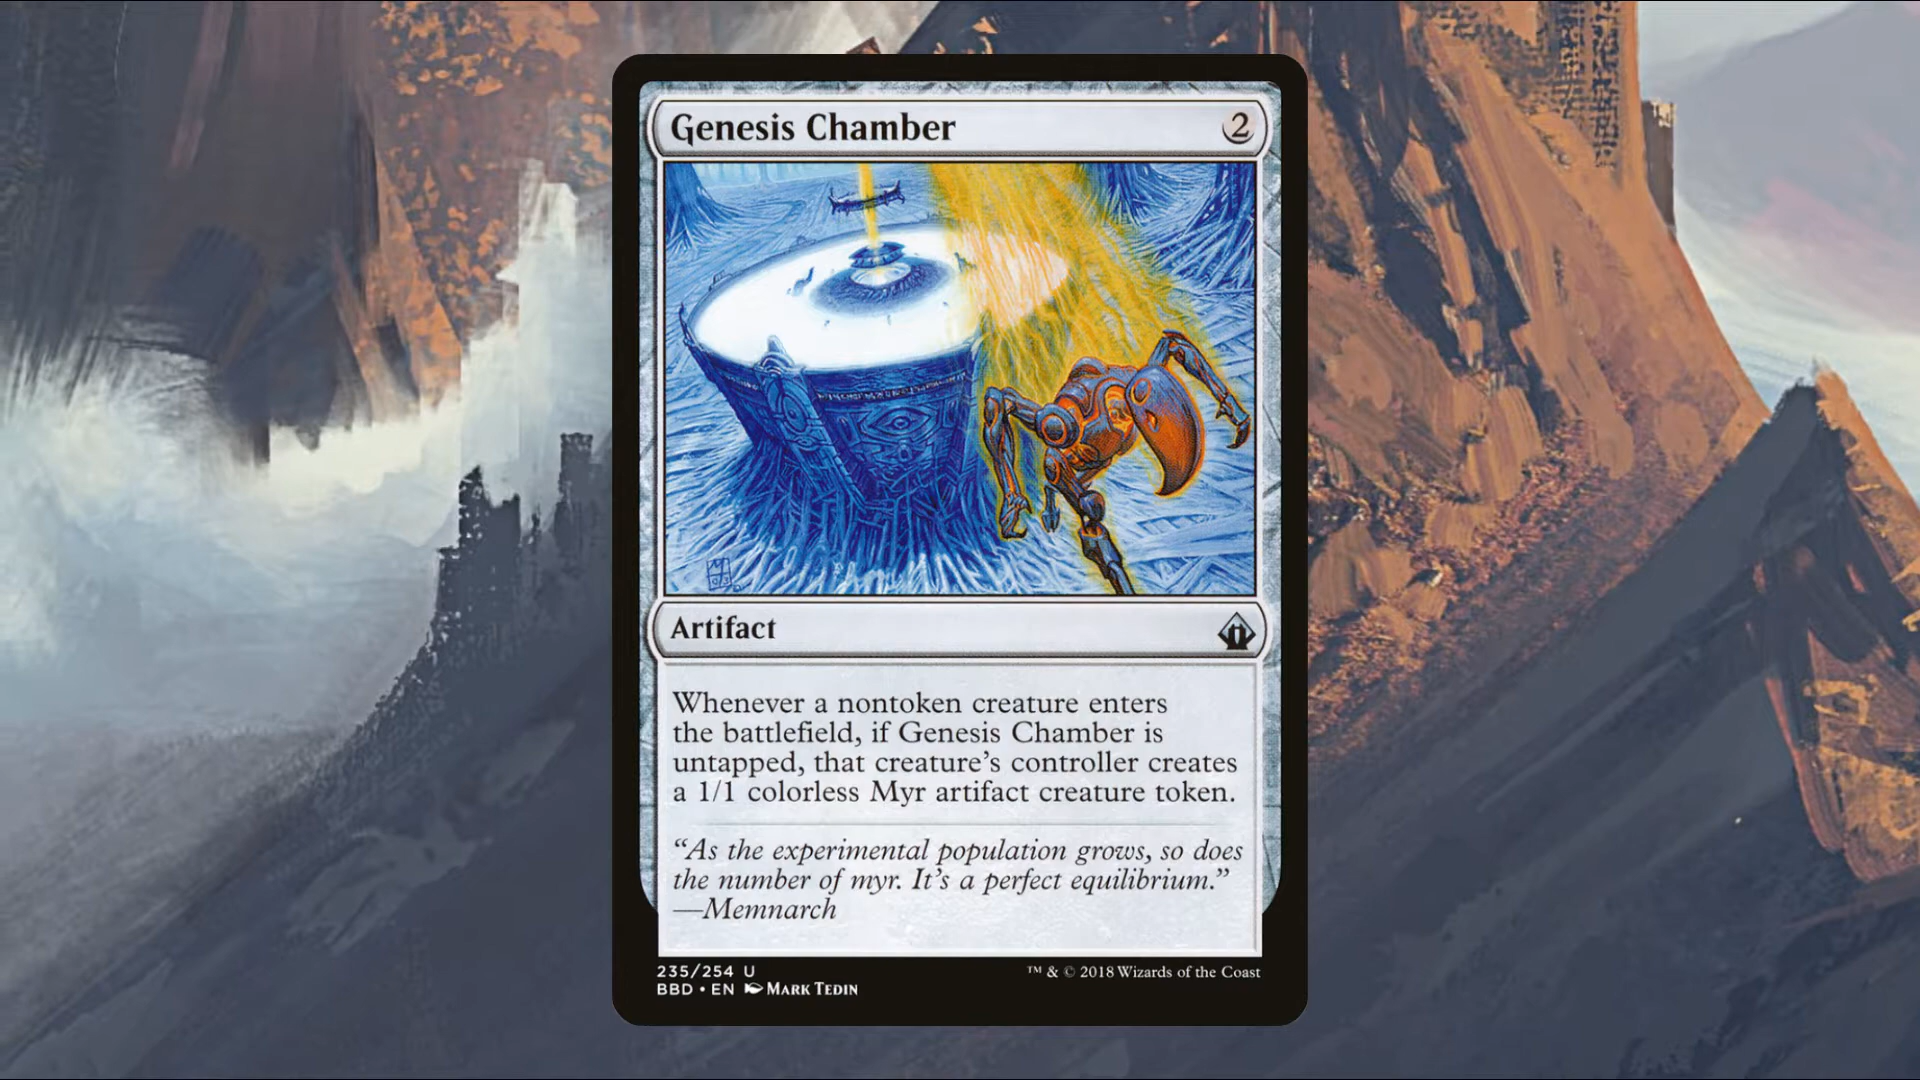 Genesis Chamber 2
Artifact
Whenever a nontoken creature enters
the battlefield, if Genesis Chamber is
untapped, that creature's controller creates
a 1/1 colorless Myr artifact creature token.
“As the experimental population grows, so does
the number of myr. It's a perfect equilibrium.”
—Memnarch
235/254 U
™ & © 2018 Wizards of the Coast
BBD • EN MARK TEDIN